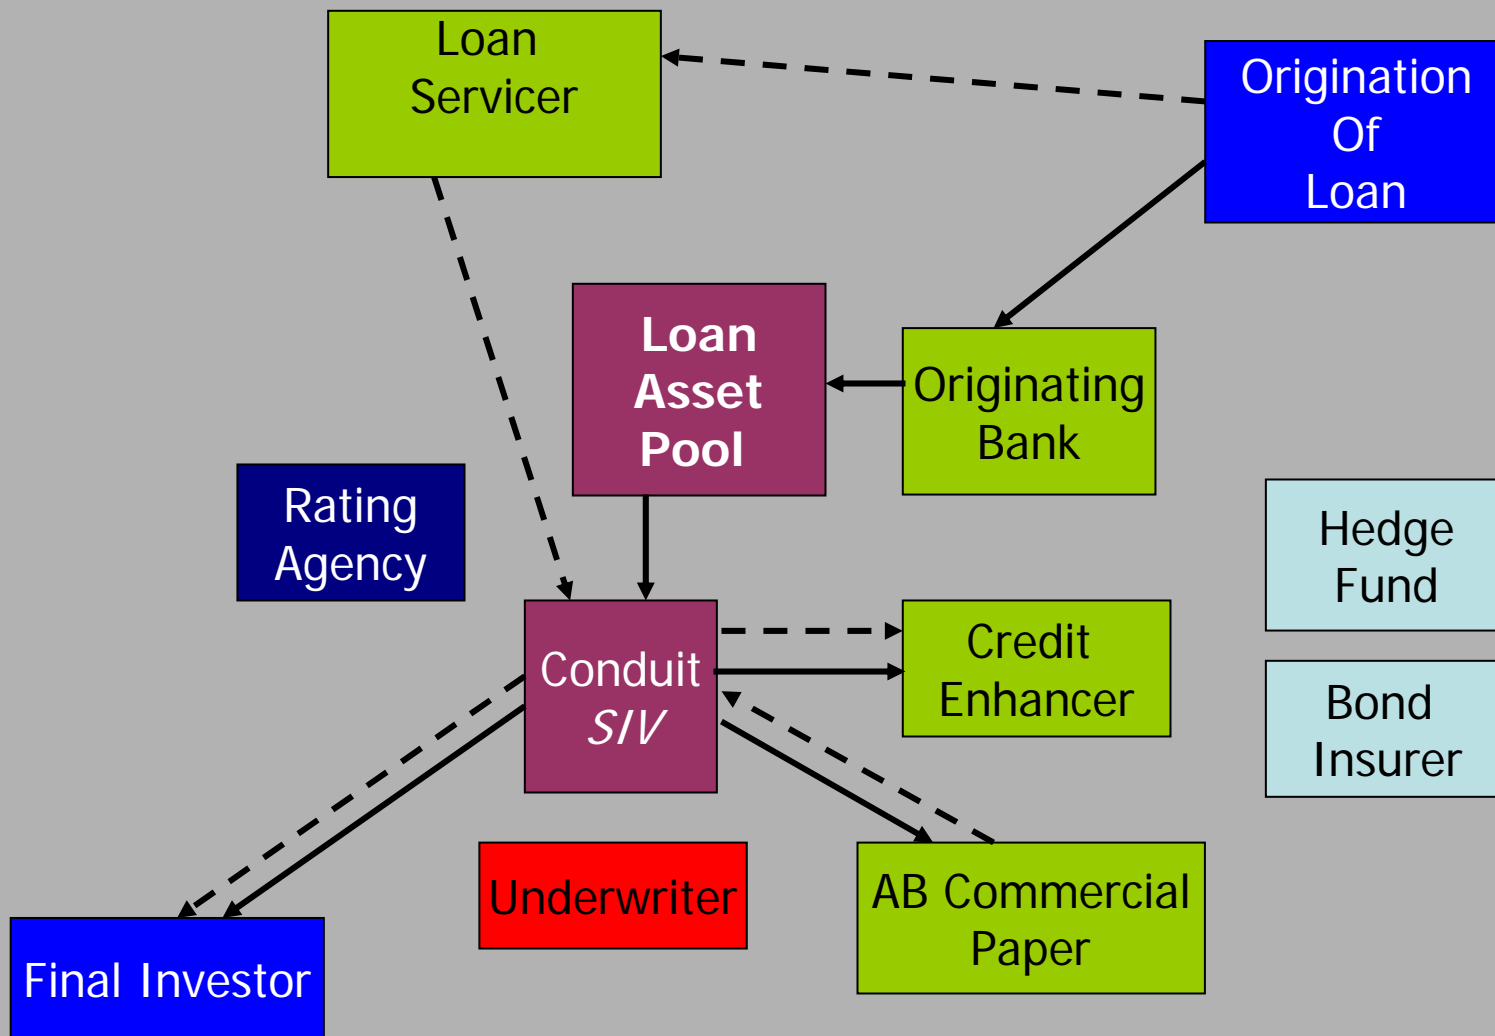 Loan
Servicer
Origination
Of
Loan
Loan
Asset
Pool
Originating
Bank
Rating
Agency
Hedge
Fund
Conduit
SIV
Credit
Enhancer
Bond
Insurer
Underwriter
AB Commercial
Paper
Final Investor